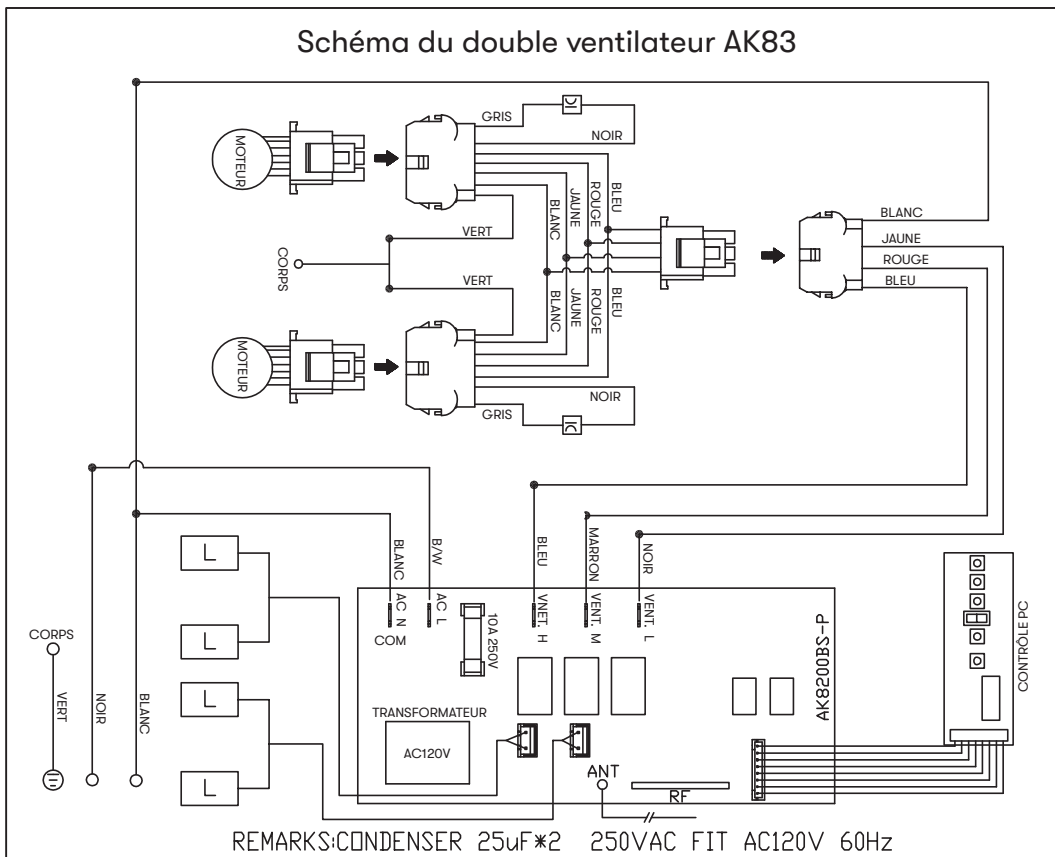 Schéma du double ventilateur AK83
GRIS
NOIR
MOTEUR
BLANC
JAUNE
ROUGE
BLEU
VERT
CORPS
VERT
BLANC
JAUNE
ROUGE
BLEU
BLANC
JAUNE
ROUGE
BLEU
MOTEUR
NOIR
GRIS
BLANC
B/W
BLEU
MARRON
NOIR
L
L
L
L
CORPS
VERT
NOIR
BLANC
AC N
COM
AC L
10A 250V
VNET. H
VENT. M
VENT. L
AK8200BS-P
CONTRÔLE PC
TRANSFORMATEUR
AC120V
ANT
RF
REMARKS:CONDENSER 25uF*2 250VAC FIT AC120V 60Hz